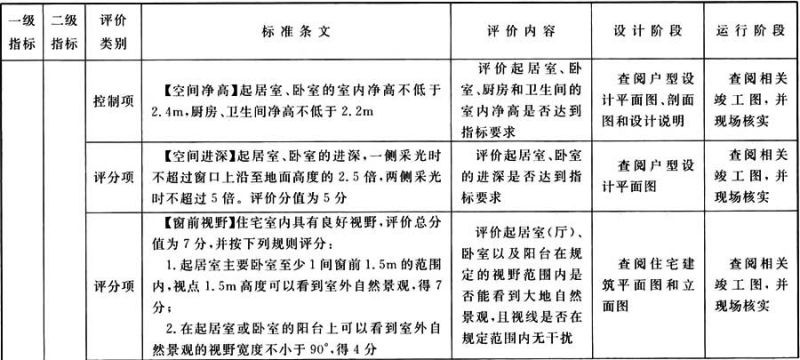 一级 二级 评价 标准条文 评价内容 设计阶段 运行阶段
指标 指标 类别
控制项
【空间净高】起居室、卧室的室内净高不低于
2.4m,厨房、卫生间净高不低于2.2m
评价起居室、卧
室、厨房和卫生间的
室内净高是否达到
指标要求
查阅户型设
计平面图、剖面
图和设计说明
查阅相关
竣工图,并
现场核实
评分项
【空间进深】起居室、卧室的进深,一侧采光时
不超过窗口上沿至地面高度的2.5倍,两侧采光
时不超过5倍。评价分值为5分
评价起居室、卧室
的进深是否达到指
标要求
查阅户型设
计平面图
查阅相关
竣工图,并
现场核实
评分项
【窗前视野】住宅室内具有良好视野,评价总分
值为7分,并按下列规则评分:
1.起居室主要卧室至少1间窗前1.5m的范围
内,视点1.5m高度可以看到室外自然景观,得7
分;
2.在起居室或卧室的阳台上可以看到室外自
然景观的视野宽度不小于90°,得4分
评价起居室(厅)、
卧室以及阳台在规
定的视野范围内是
否能看到大地自然
景观,且视线是否在
规定范围内无干扰
查阅住宅建
筑平面图和立
面图
查阅相关
竣工图,并
现场核实